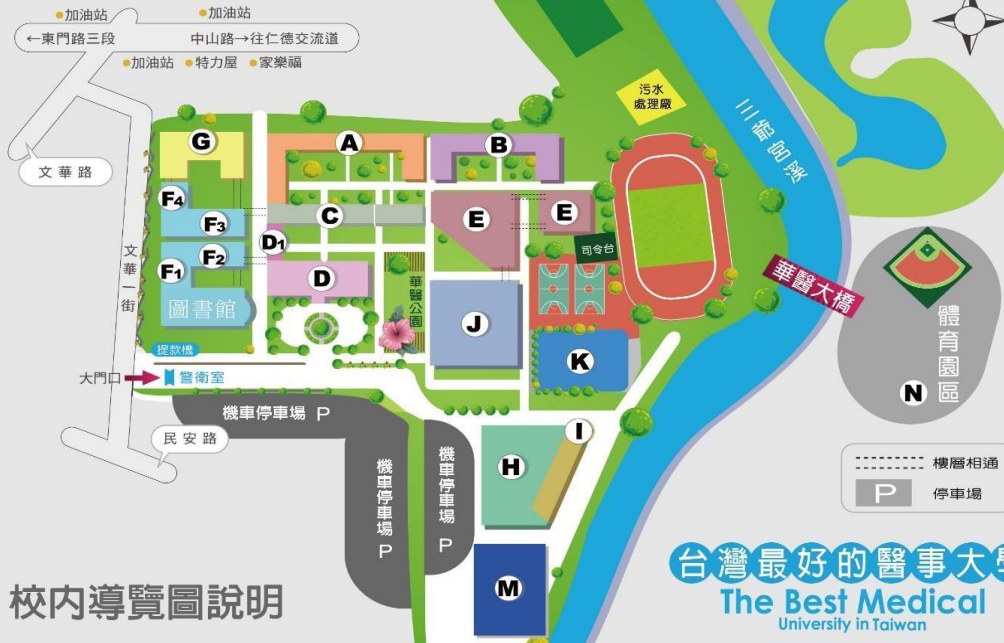 加油站
加油站
←東門路三段
中山路→往仁德交流道
加油站
特力屋
家樂福
文華路
文華一街
G
A
B
F4
F3
C
E
E
D1
F2
F1
D
圖書館
華醫公園
司令台
污水
處理廠
三爺宮溪
華醫大橋
體育園區
N
J
K
提款機
大門口
警衛室
機車停車場 P
民安路
機車停車場 P
機車停車場 P
H
I
M
樓層相通
P 停車場
校內導覽圖說明
台灣最好的醫事大學
The Best Medical
University in Taiwan